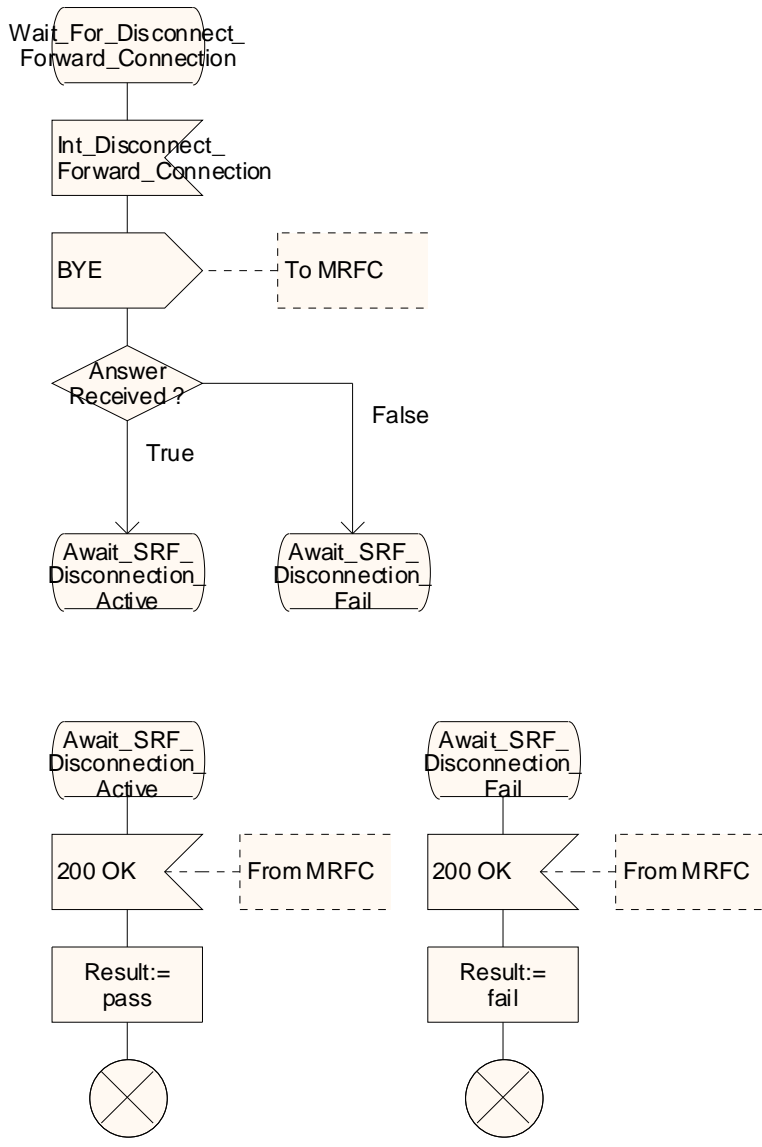 Wait_For_Disconnect_
Forward_Connection
Int_Disconnect_
Forward_Connection
BYE
To MRFC
Answer
Received ?
False
True
Await_SRF_
Disconnection_
Active
Await_SRF_
Disconnection_
Fail
Await_SRF_
Disconnection_
Active
Await_SRF_
Disconnection_
Fail
200 OK
From MRFC
200 OK
From MRFC
Result:=
pass
Result:=
fail